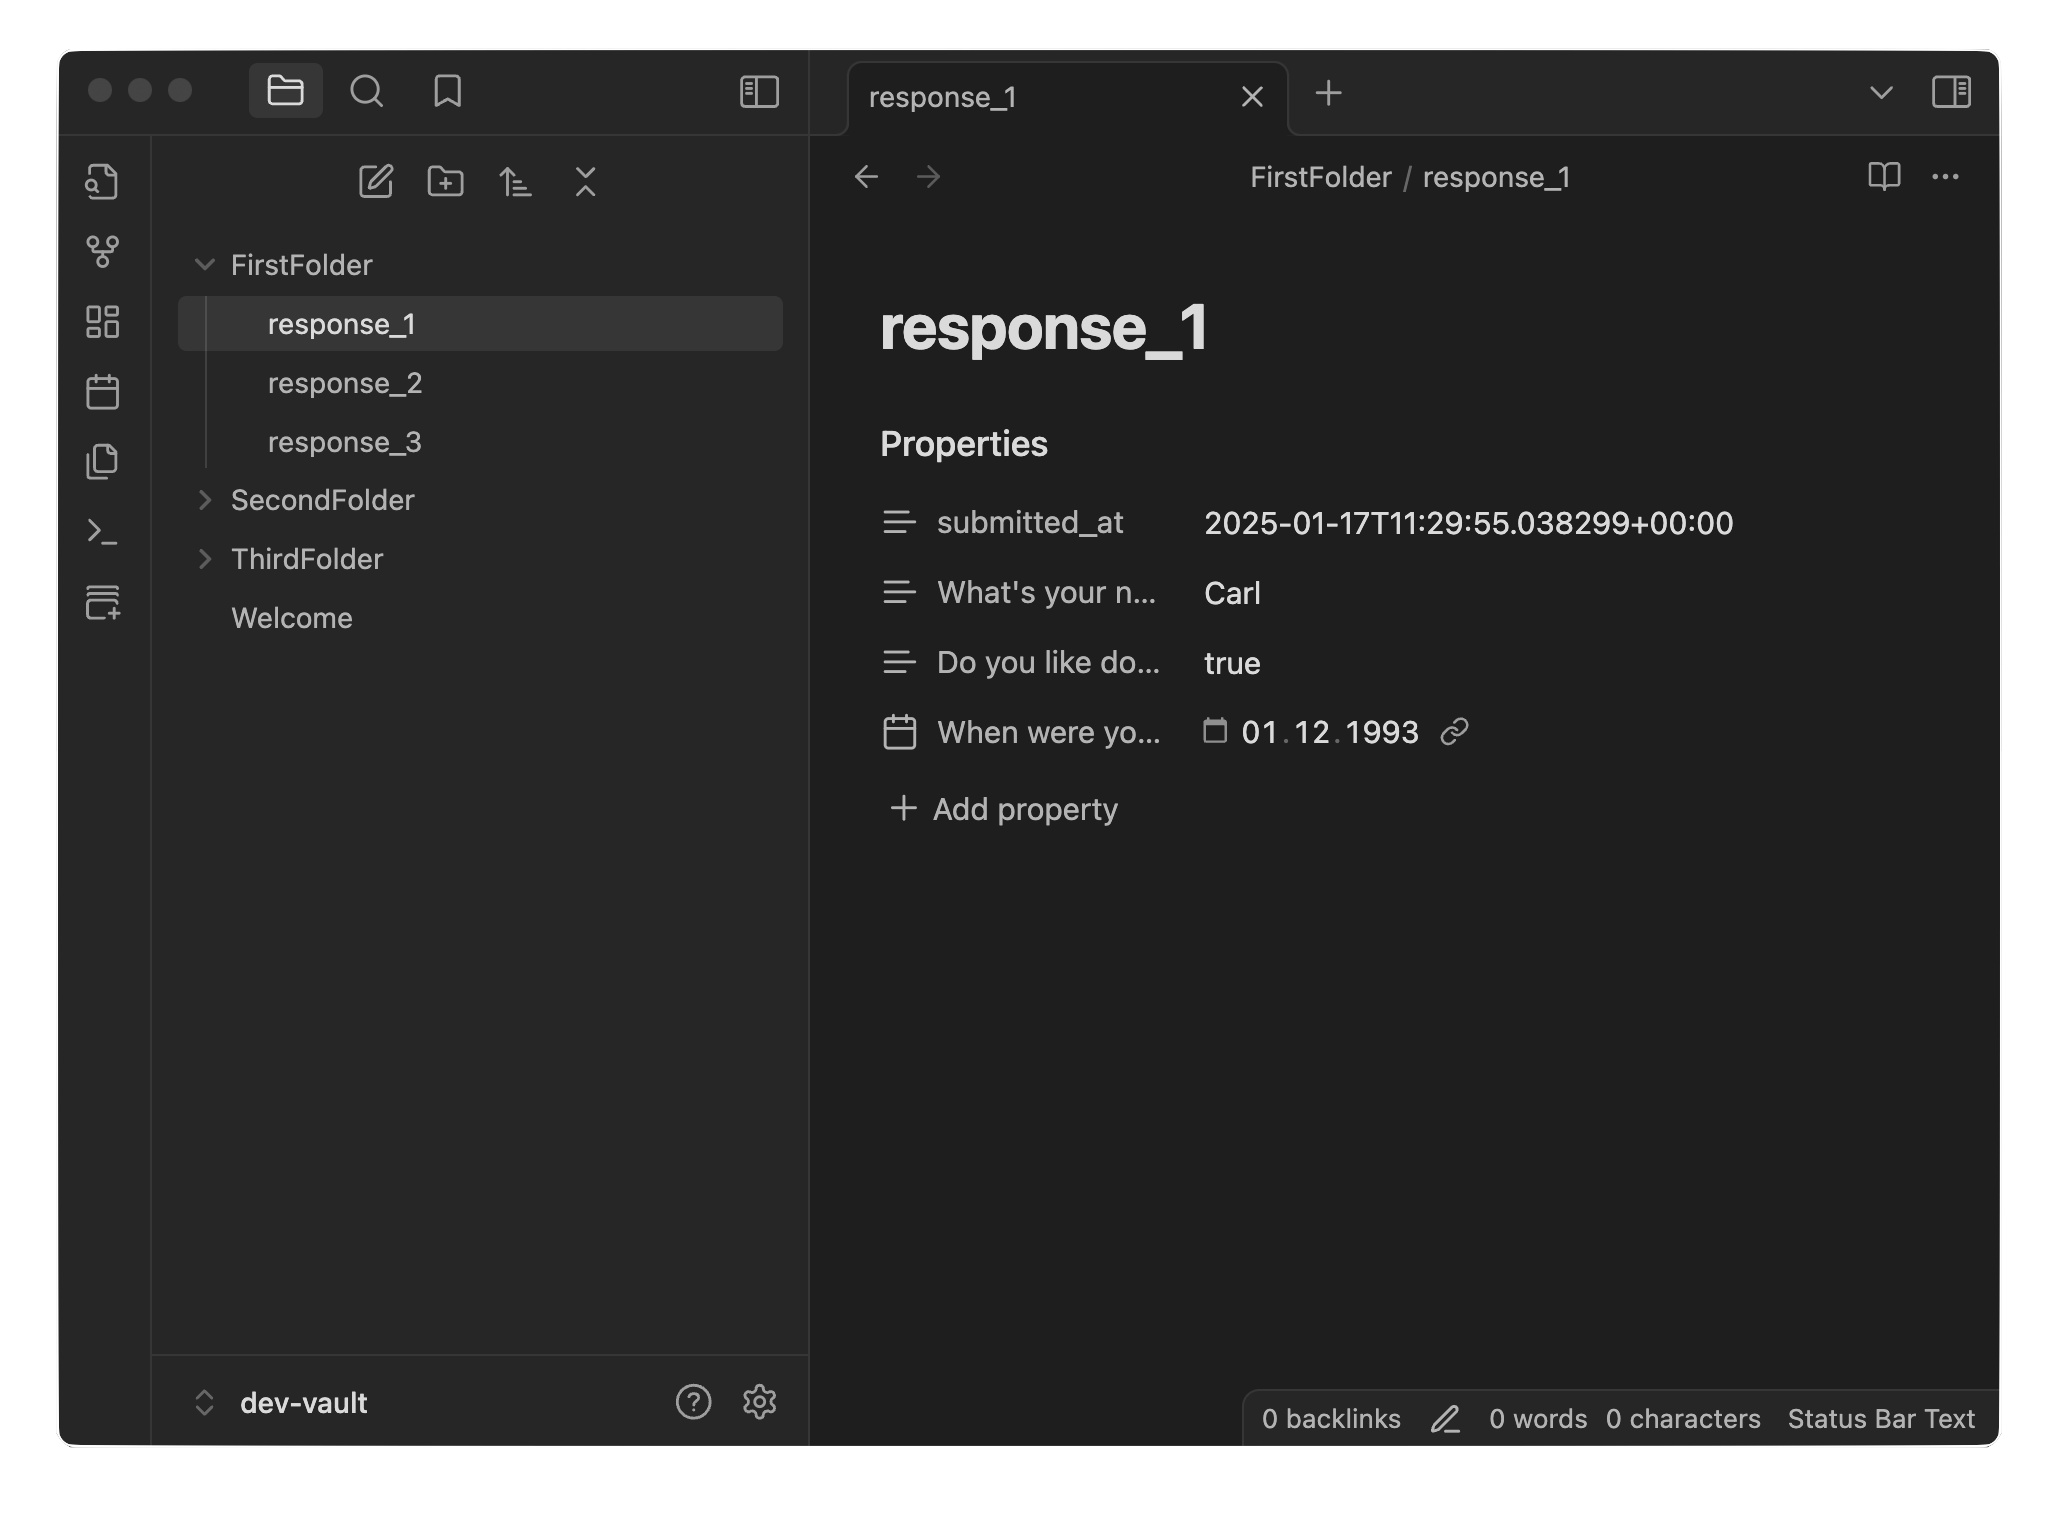 response_1
FirstFolder / response_1
FirstFolder
response_1
response_2
response_3
SecondFolder
ThirdFolder
Welcome
dev-vault
response_1
Properties
submitted_at 2025-01-17T11:29:55.038299+00:00
What's your n... Carl
Do you like do... true
When were yo... 01.12.1993
Add property
0 backlinks 0 words 0 characters Status Bar Text